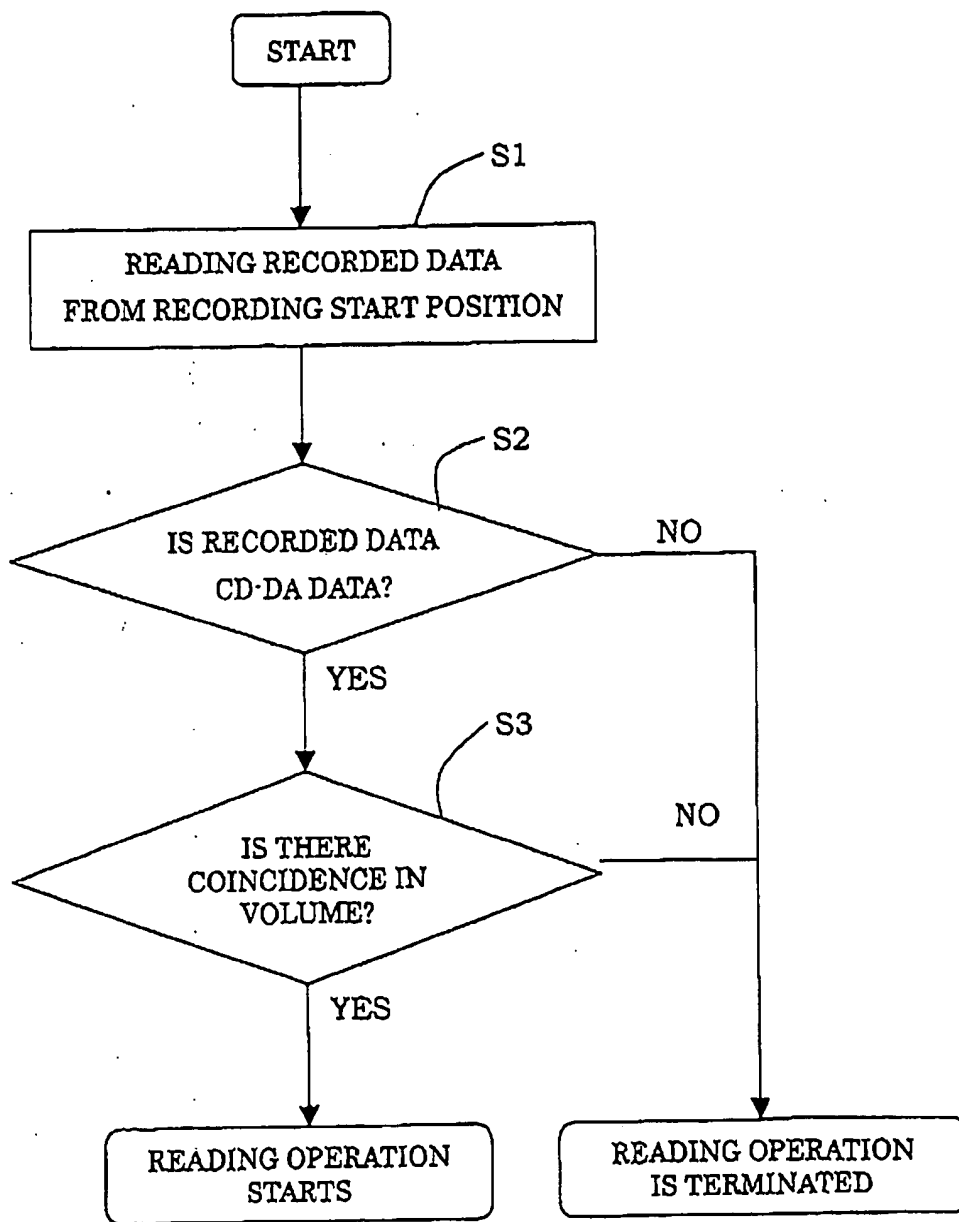 START
S1
READING RECORDED DATA
FROM RECORDING START POSITION
S2
IS RECORDED DATA
CD-DA DATA?
NO
YES
S3
IS THERE
COINCIDENCE IN
VOLUME?
NO
YES
READING OPERATION
STARTS
READING OPERATION
IS TERMINATED